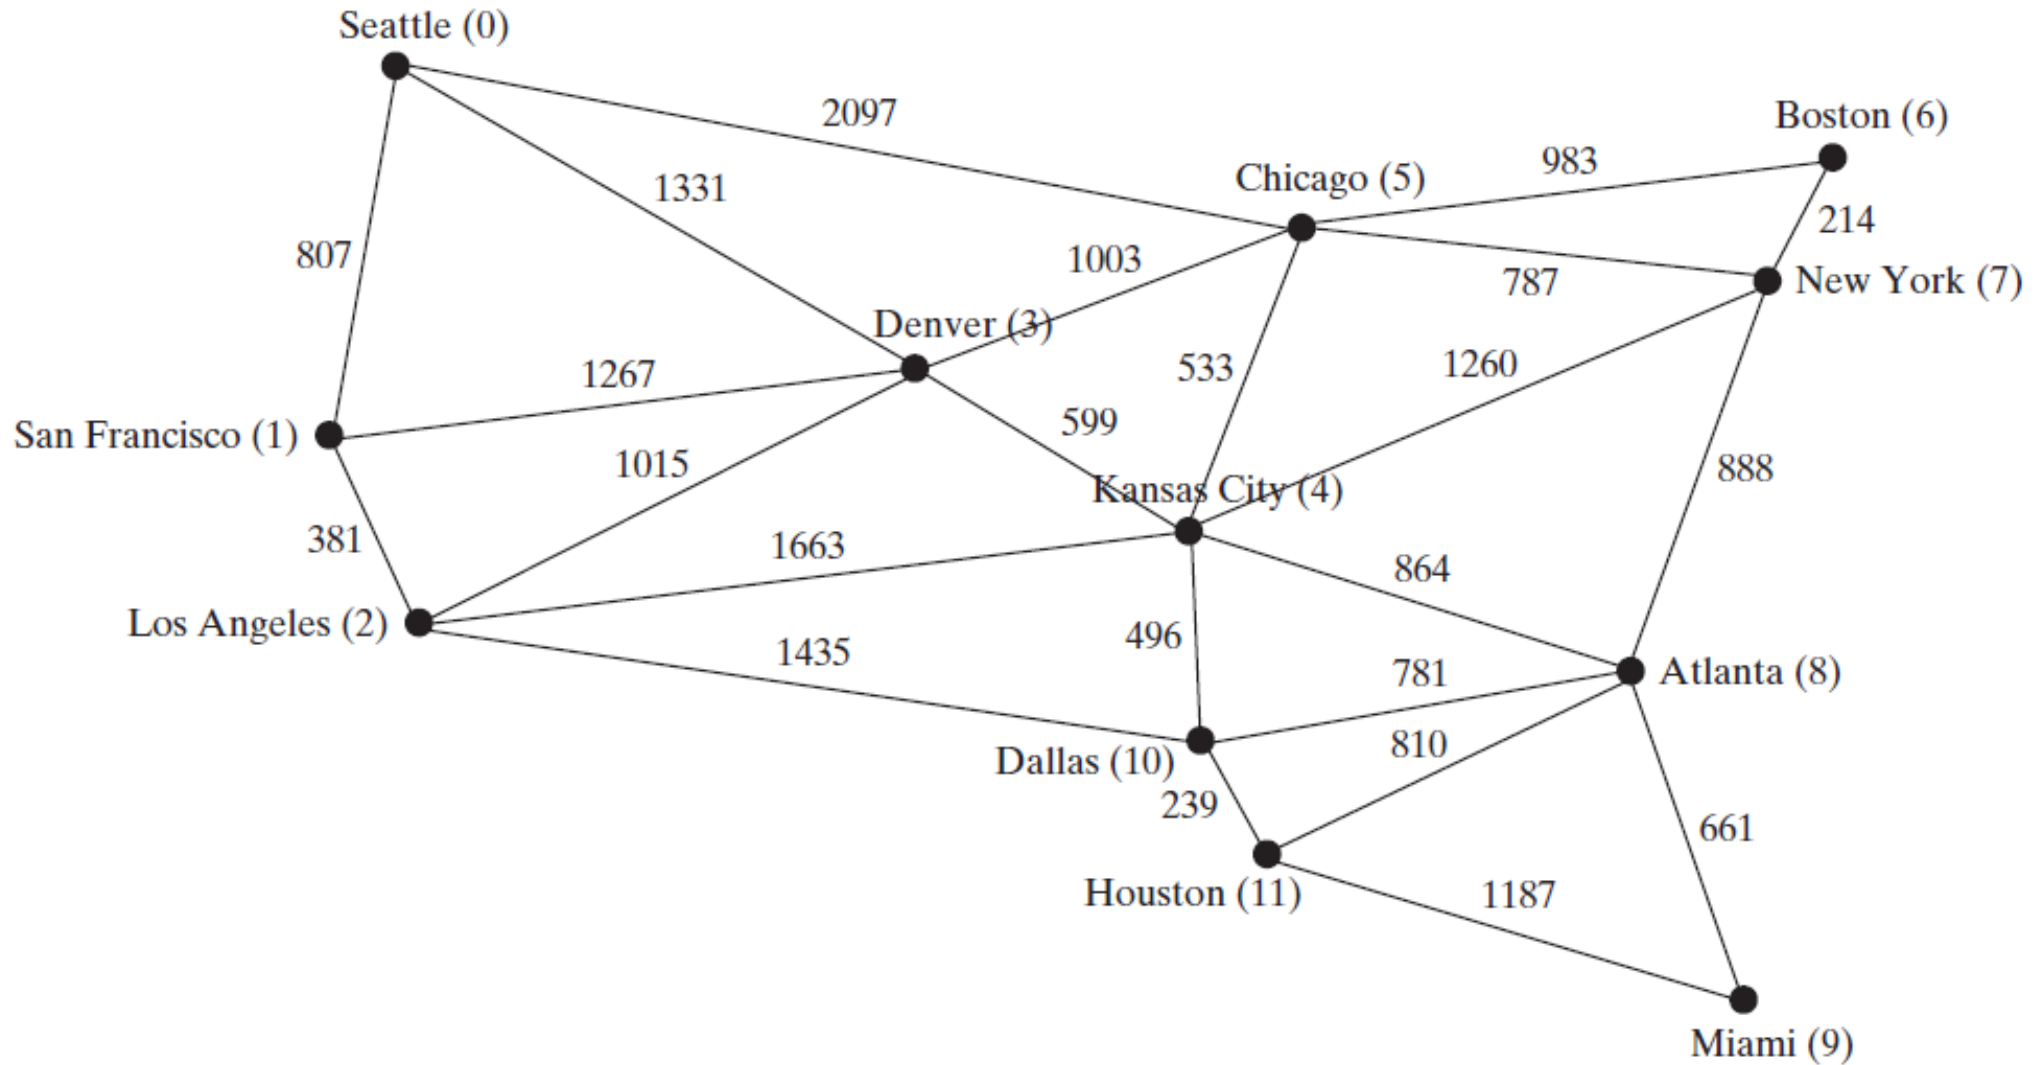 Seattle (0)
2097
Boston (6)
983
Chicago (5)
1331
214
807
1003
787
New York (7)
Denver (3)
1267
533
1260
599
San Francisco (1)
1015
888
Kansas City (4)
381
1663
864
Los Angeles (2)
496
1435
781
Atlanta (8)
810
Dallas (10)
239
661
Houston (11)
1187
Miami (9)